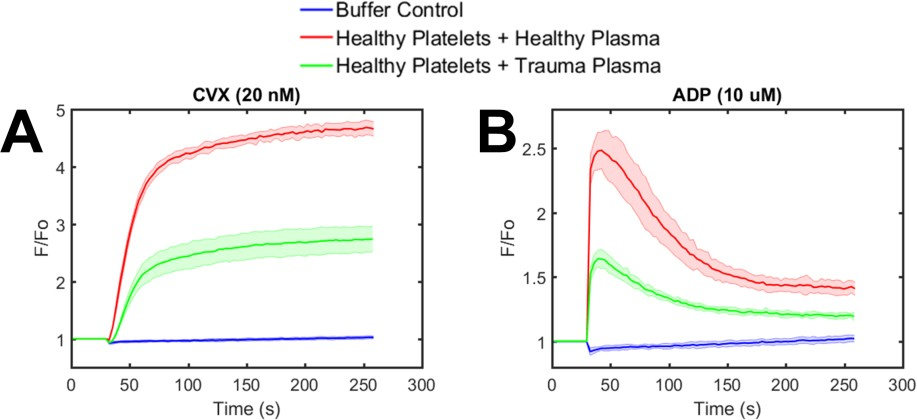 Buffer Control
Healthy Platelets + Healthy Plasma
Healthy Platelets + Trauma Plasma
A
CVX (20 nM)
5
4
3
2
1
F/Fo
0 50 100 150 200 250 300
Time (s)
B
ADP (10 uM)
2.5
2
1.5
1
F/Fo
0 50 100 150 200 250 300
Time (s)